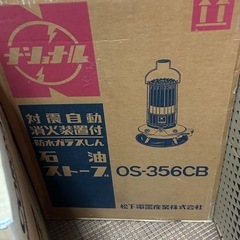 ナショナル
対震自動
消火装置付
防水ガラスしん
石油
ストーブ
OS-356CB
松下電器産業株式会社